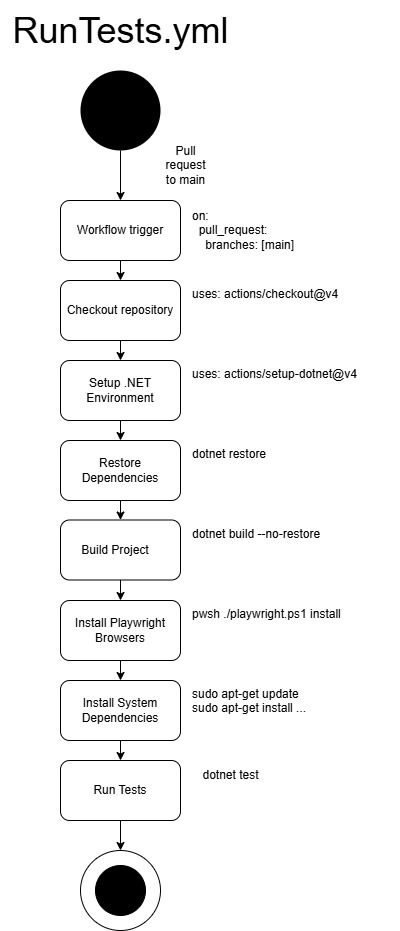 RunTests.yml
Pull
request
to main
Workflow trigger
on:
pull_request:
branches: [main]
Checkout repository
uses: actions/checkout@v4
Setup .NET
Environment
uses: actions/setup-dotnet@v4
Restore
Dependencies
dotnet restore
Build Project
dotnet build --no-restore
Install Playwright
Browsers
pwsh ./playwright.ps1 install
Install System
Dependencies
sudo apt-get update
sudo apt-get install ...
Run Tests
dotnet test